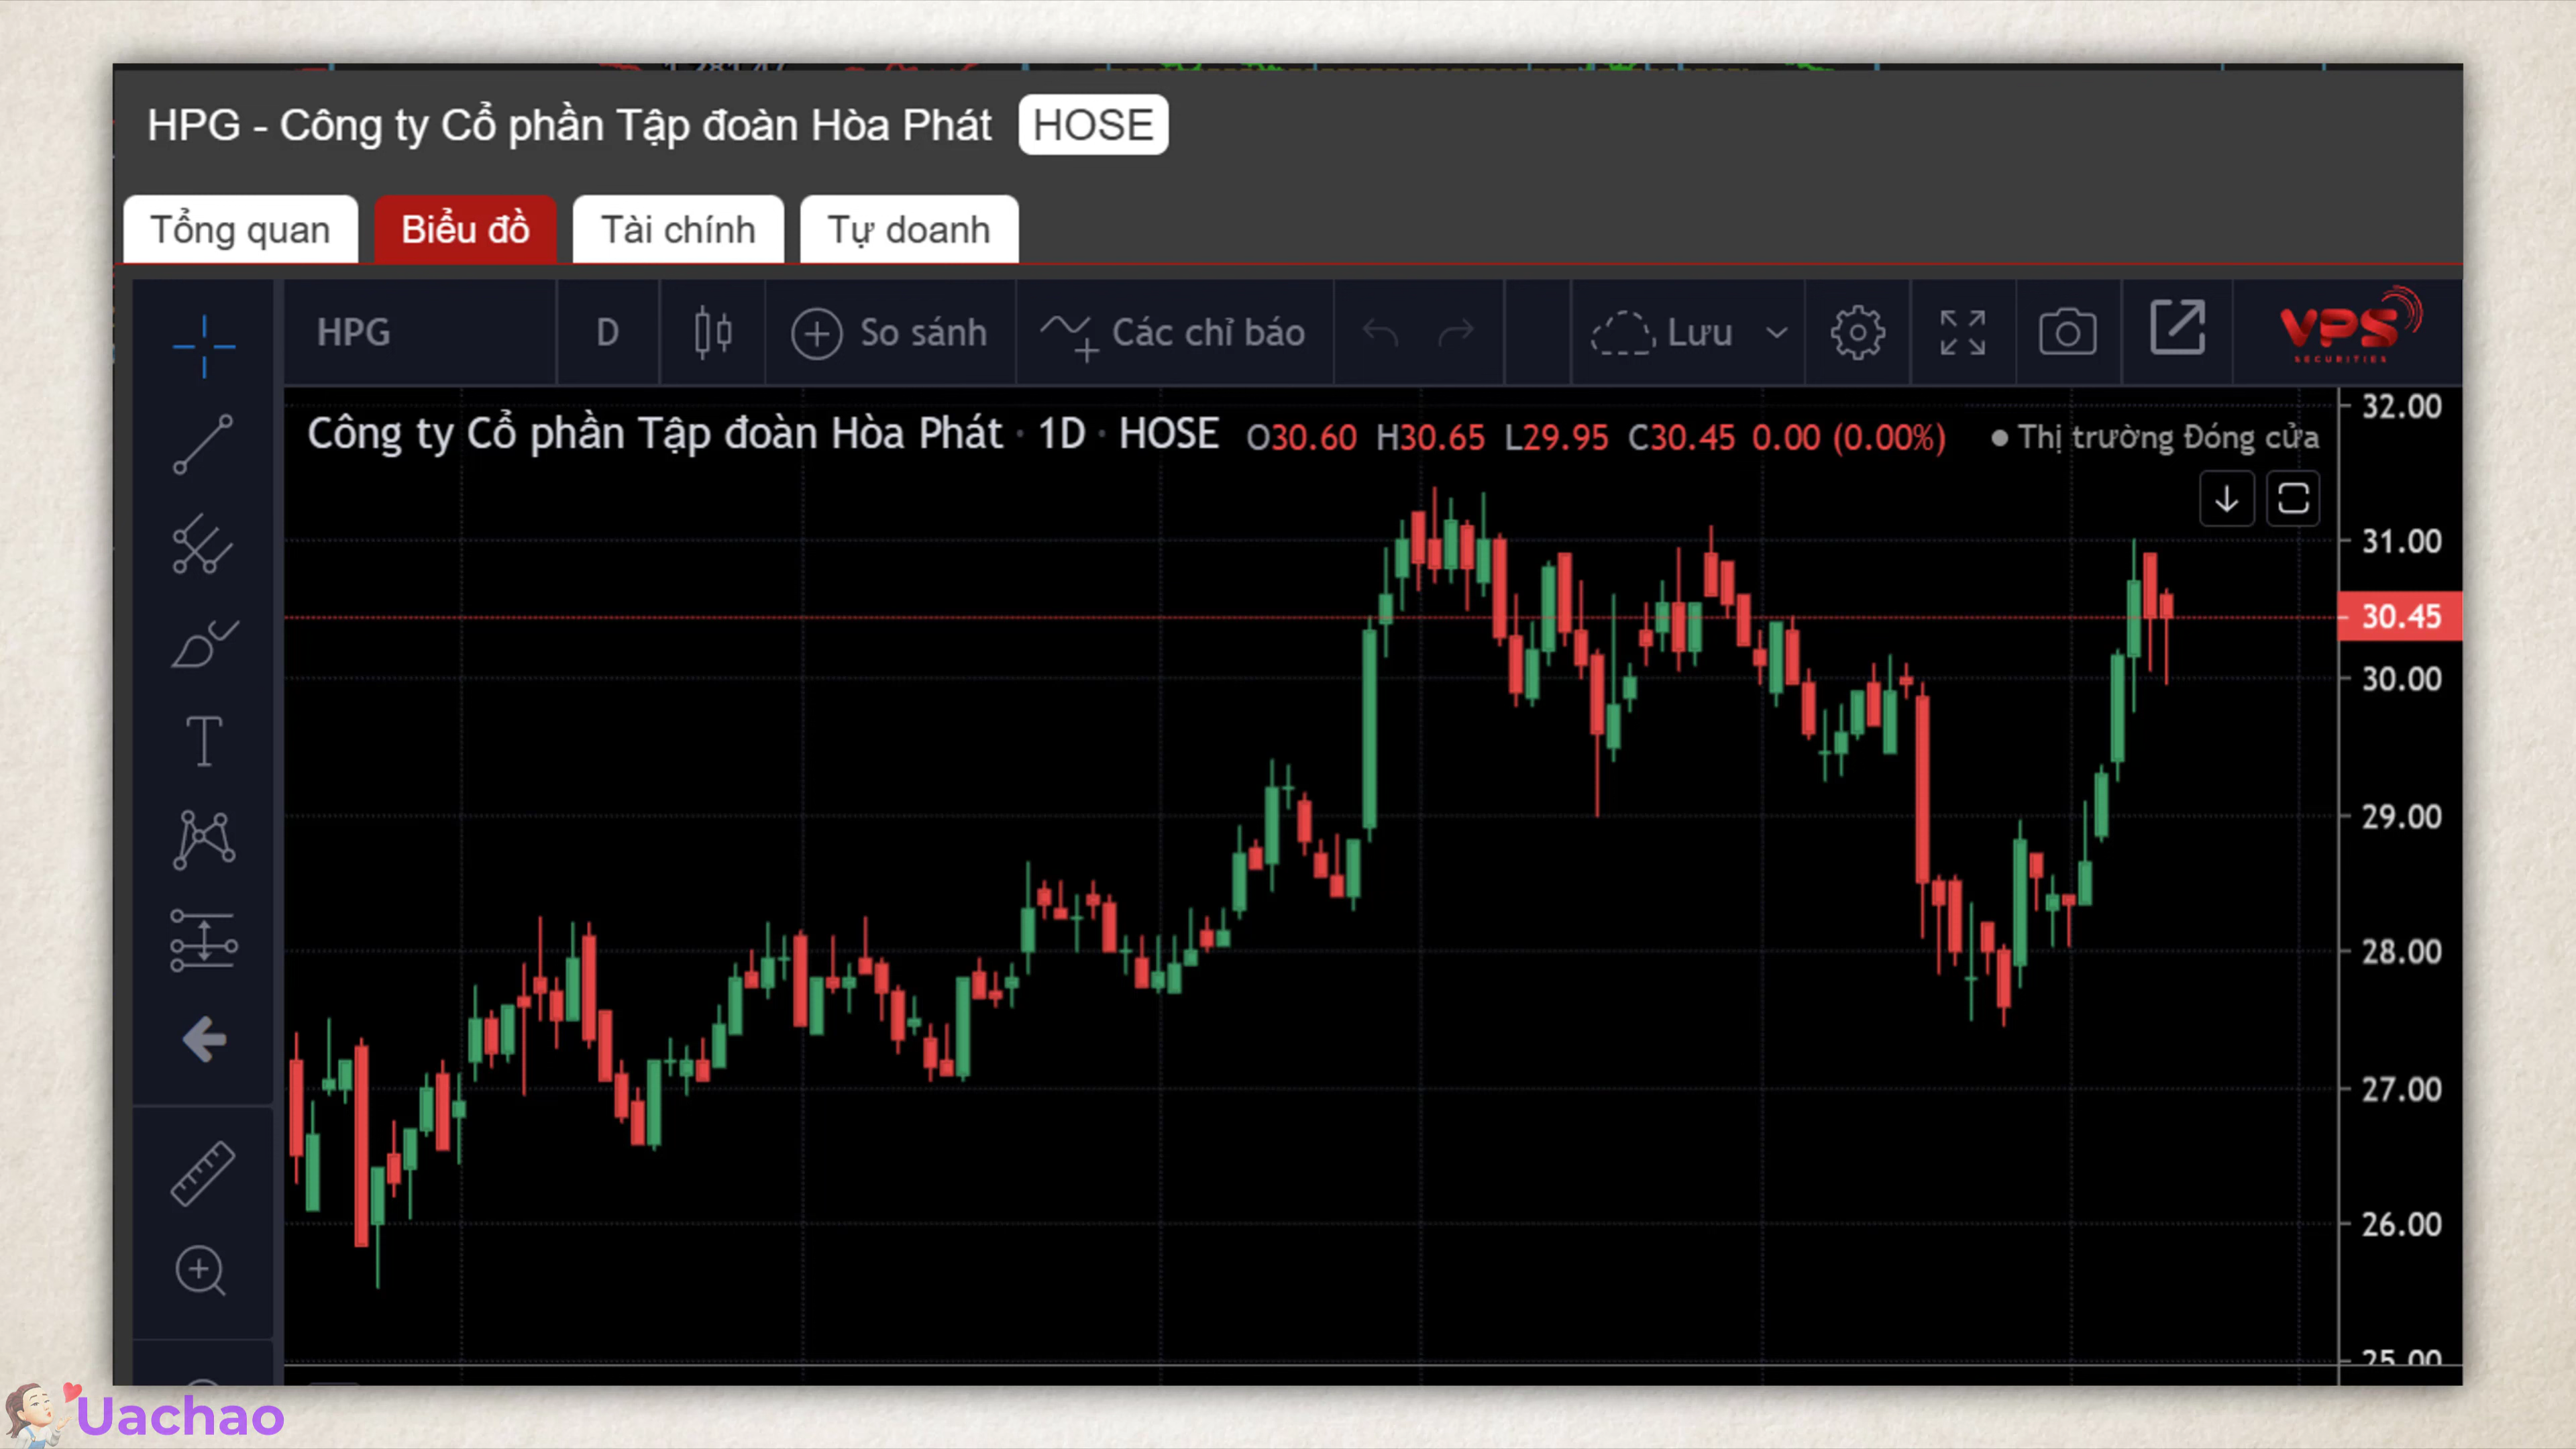 HPG - Công ty Cổ phần Tập đoàn Hòa Phát HOSE
Tổng quan Biểu đồ Tài chính Tự doanh
HPG D So sánh Các chỉ báo Lưu VPS
SECURITIES
Công ty Cổ phần Tập đoàn Hòa Phát · 1D · HOSE O30.60 H30.65 L29.95 C30.45 0.00 (0.00%) Thị trường Đóng cửa
32.00
31.00
30.45
30.00
29.00
28.00
27.00
26.00
25.00
Uachao